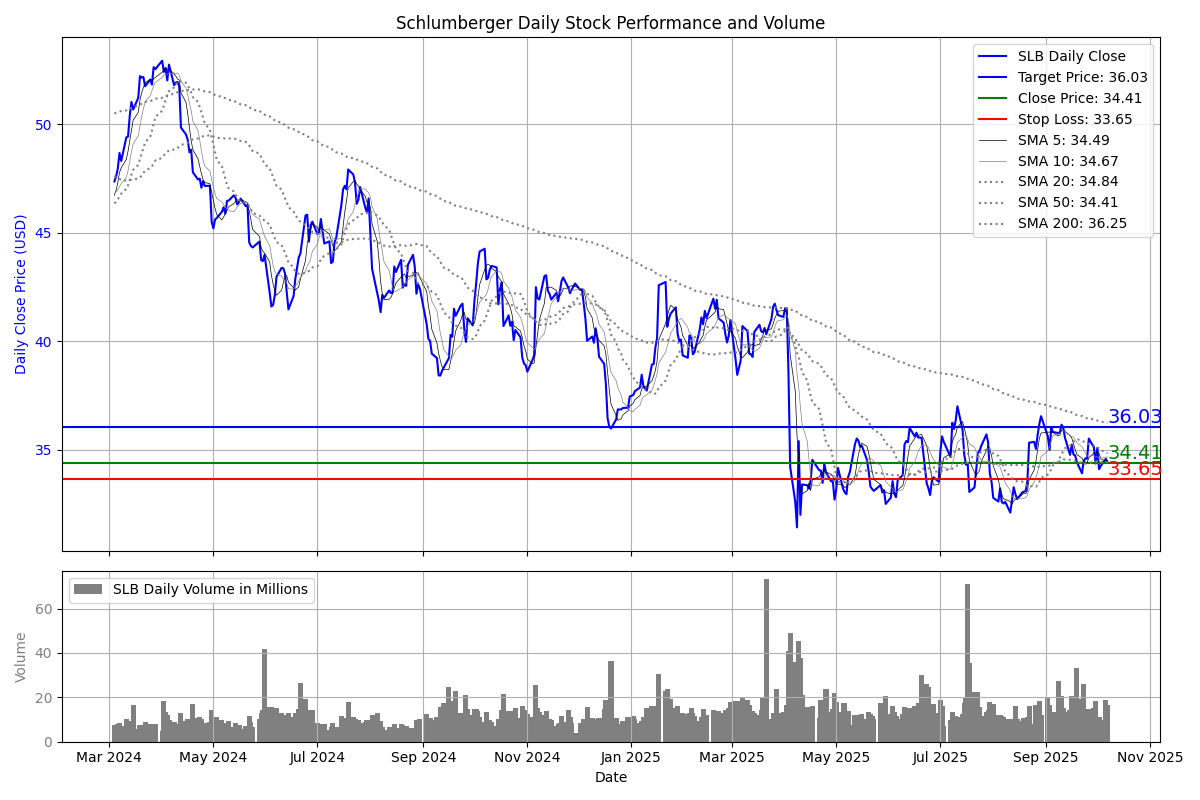 Schlumberger Daily Stock Performance and Volume
Daily Close Price (USD)
50
45
40
35
SLB Daily Close
Target Price: 36.03
Close Price: 34.41
Stop Loss: 33.65
SMA 5: 34.49
SMA 10: 34.67
SMA 20: 34.84
SMA 50: 34.41
SMA 200: 36.25
36.03
34.41
33.65
SLB Daily Volume in Millions
Volume
60
40
20
0
Mar 2024 May 2024 Jul 2024 Sep 2024 Nov 2024 Jan 2025 Mar 2025 May 2025 Jul 2025 Sep 2025 Nov 2025
Date